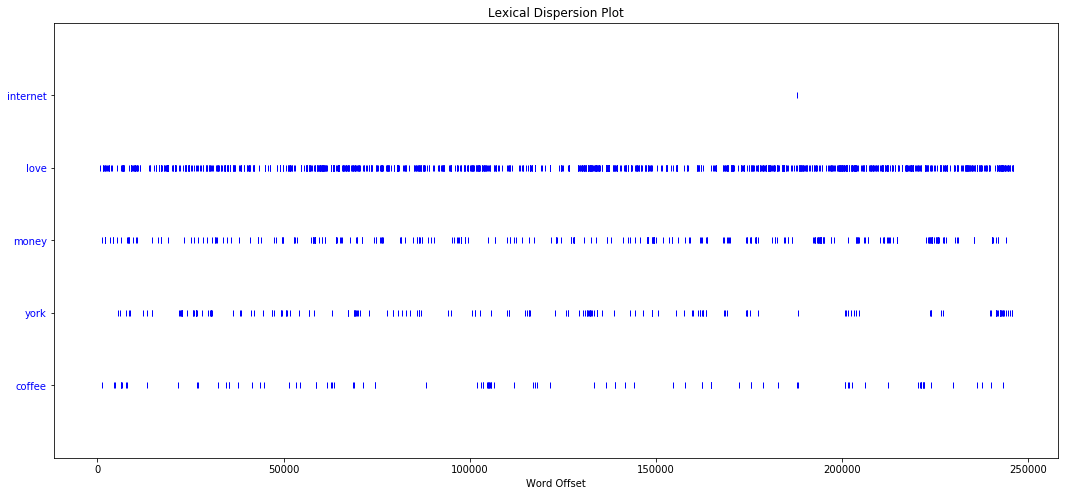 Lexical Dispersion Plot
internet
love
money
york
coffee
0 50000 100000 150000 200000 250000
Word Offset